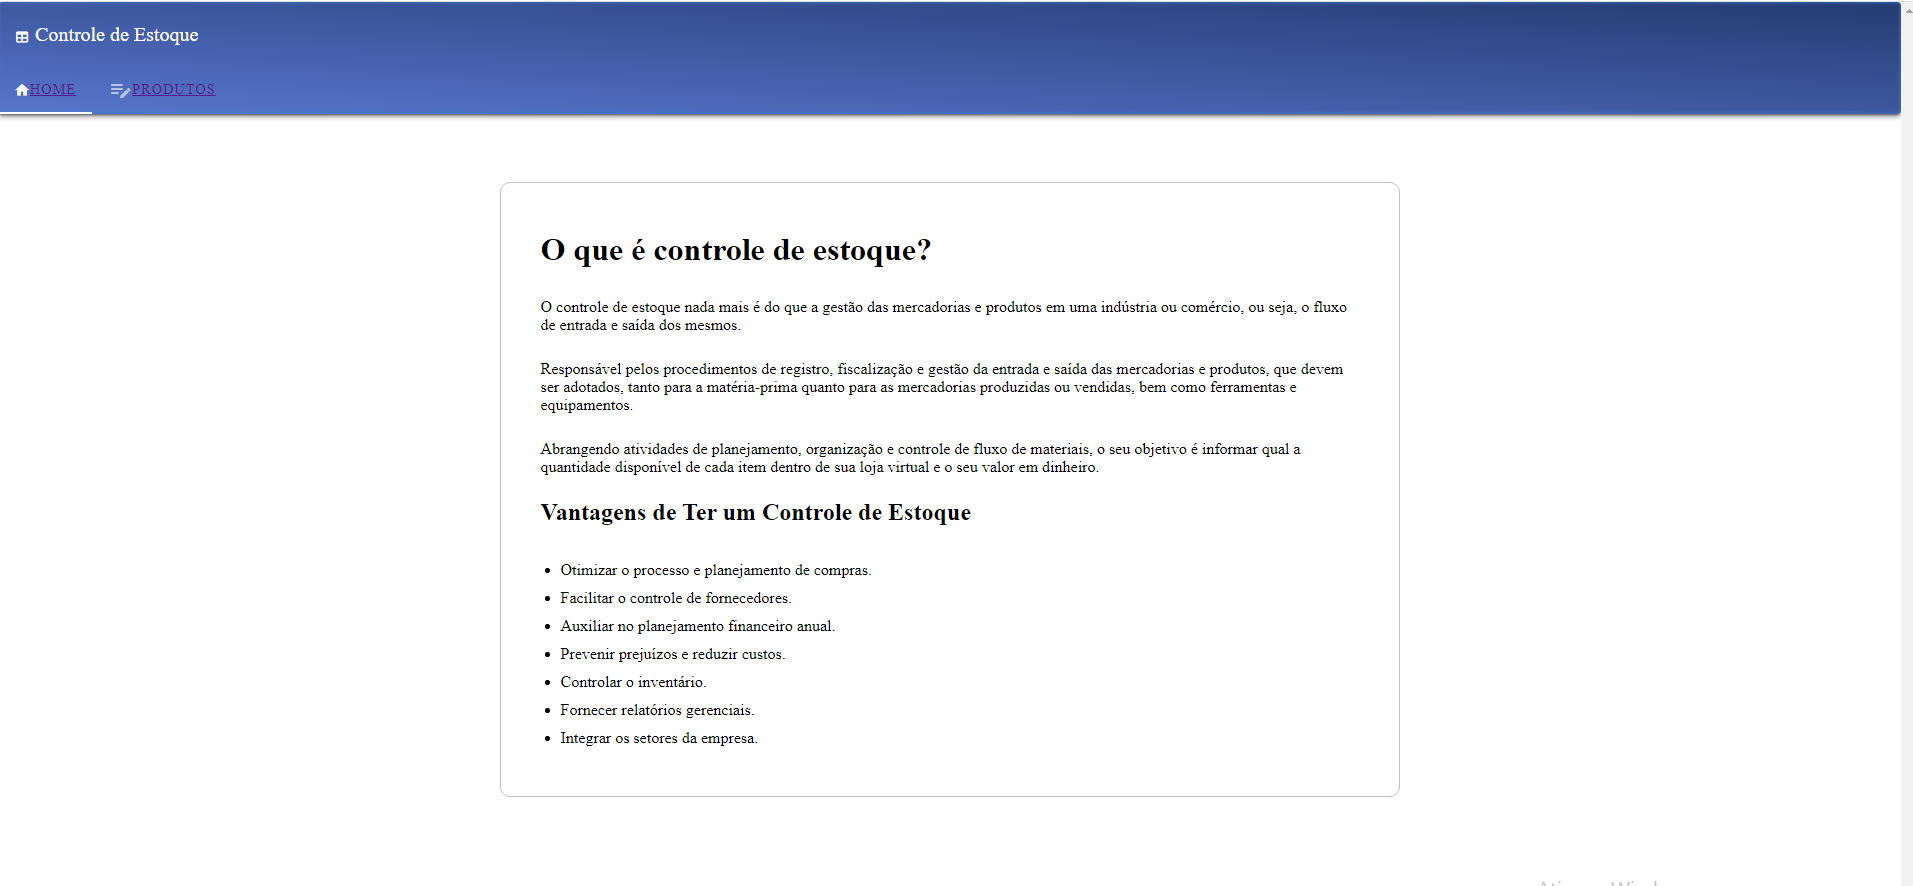 Controle de Estoque
HOME PRODUTOS
O que é controle de estoque?
O controle de estoque nada mais é do que a gestão das mercadorias e produtos em uma indústria ou comércio, ou seja, o fluxo
de entrada e saída dos mesmos.
Responsável pelos procedimentos de registro, fiscalização e gestão da entrada e saída das mercadorias e produtos, que devem
ser adotados, tanto para a matéria-prima quanto para as mercadorias produzidas ou vendidas, bem como ferramentas e
equipamentos.
Abrangendo atividades de planejamento, organização e controle de fluxo de materiais, o seu objetivo é informar qual a
quantidade disponível de cada item dentro de sua loja virtual e o seu valor em dinheiro.
Vantagens de Ter um Controle de Estoque
• Otimizar o processo e planejamento de compras.
• Facilitar o controle de fornecedores.
• Auxiliar no planejamento financeiro anual.
• Prevenir prejuízos e reduzir custos.
• Controlar o inventário.
• Fornecer relatórios gerenciais.
• Integrar os setores da empresa.